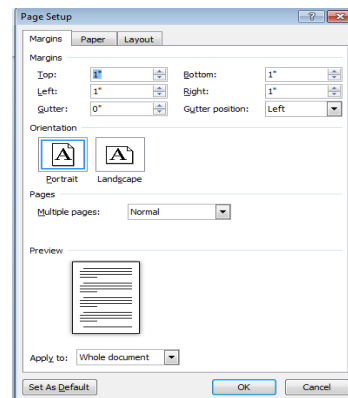 Page Setup
Margins Paper Layout
Margins
Top: 1" Bottom: 1"
Left: 1" Right: 1"
Gutter: 0" Gutter position: Left
Orientation
A A
Portrait Landscape
Pages
Multiple pages: Normal
Preview
Apply to: Whole document
Set As Default OK Cancel